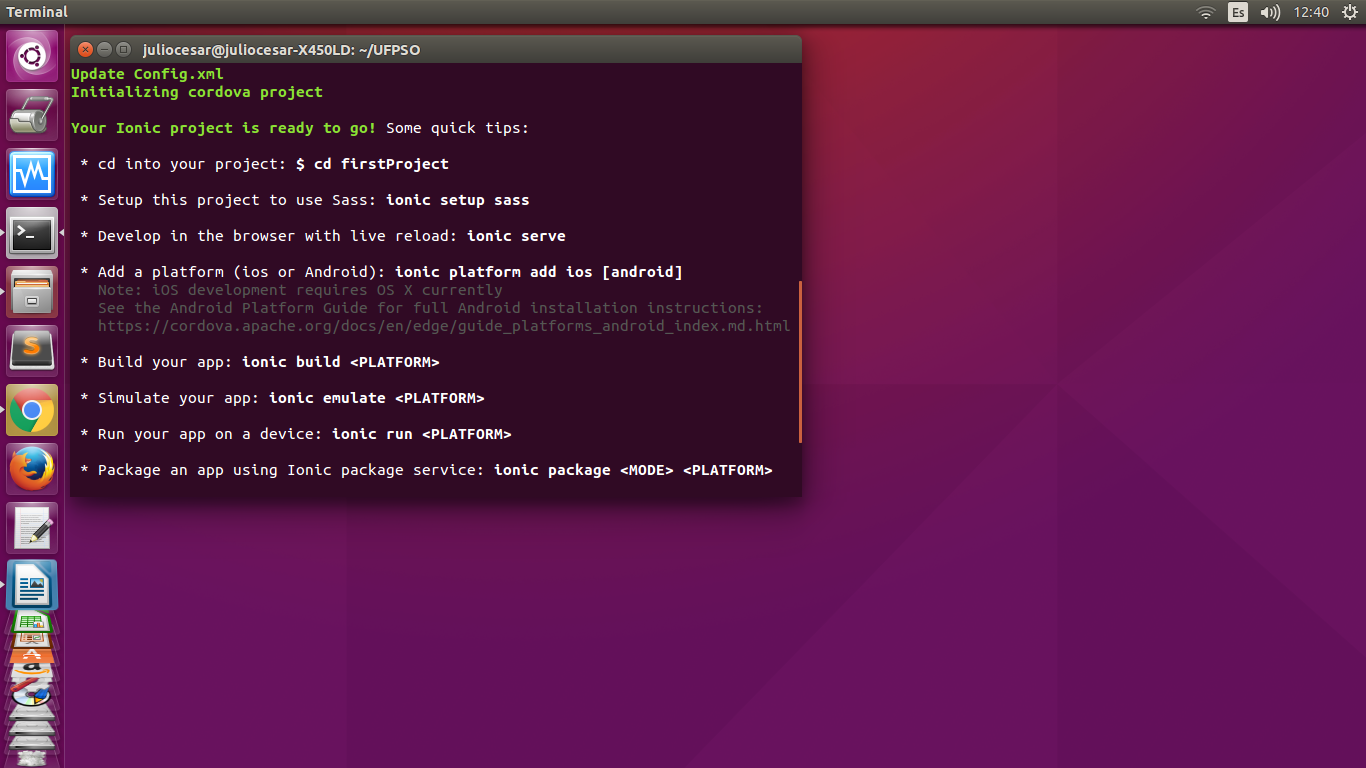 Terminal
Es
12:40
juliocesar@juliocesar-X450LD: ~/UFPSO
Update Config.xml
Initializing cordova project
Your Ionic project is ready to go! Some quick tips:
* cd into your project: $ cd firstProject
* Setup this project to use Sass: ionic setup sass
* Develop in the browser with live reload: ionic serve
* Add a platform (ios or Android): ionic platform add ios [android]
Note: iOS development requires OS X currently
See the Android Platform Guide for full Android installation instructions:
https://cordova.apache.org/docs/en/edge/guide_platforms_android_index.md.html
* Build your app: ionic build <PLATFORM>
* Simulate your app: ionic emulate <PLATFORM>
* Run your app on a device: ionic run <PLATFORM>
* Package an app using Ionic package service: ionic package <MODE> <PLATFORM>